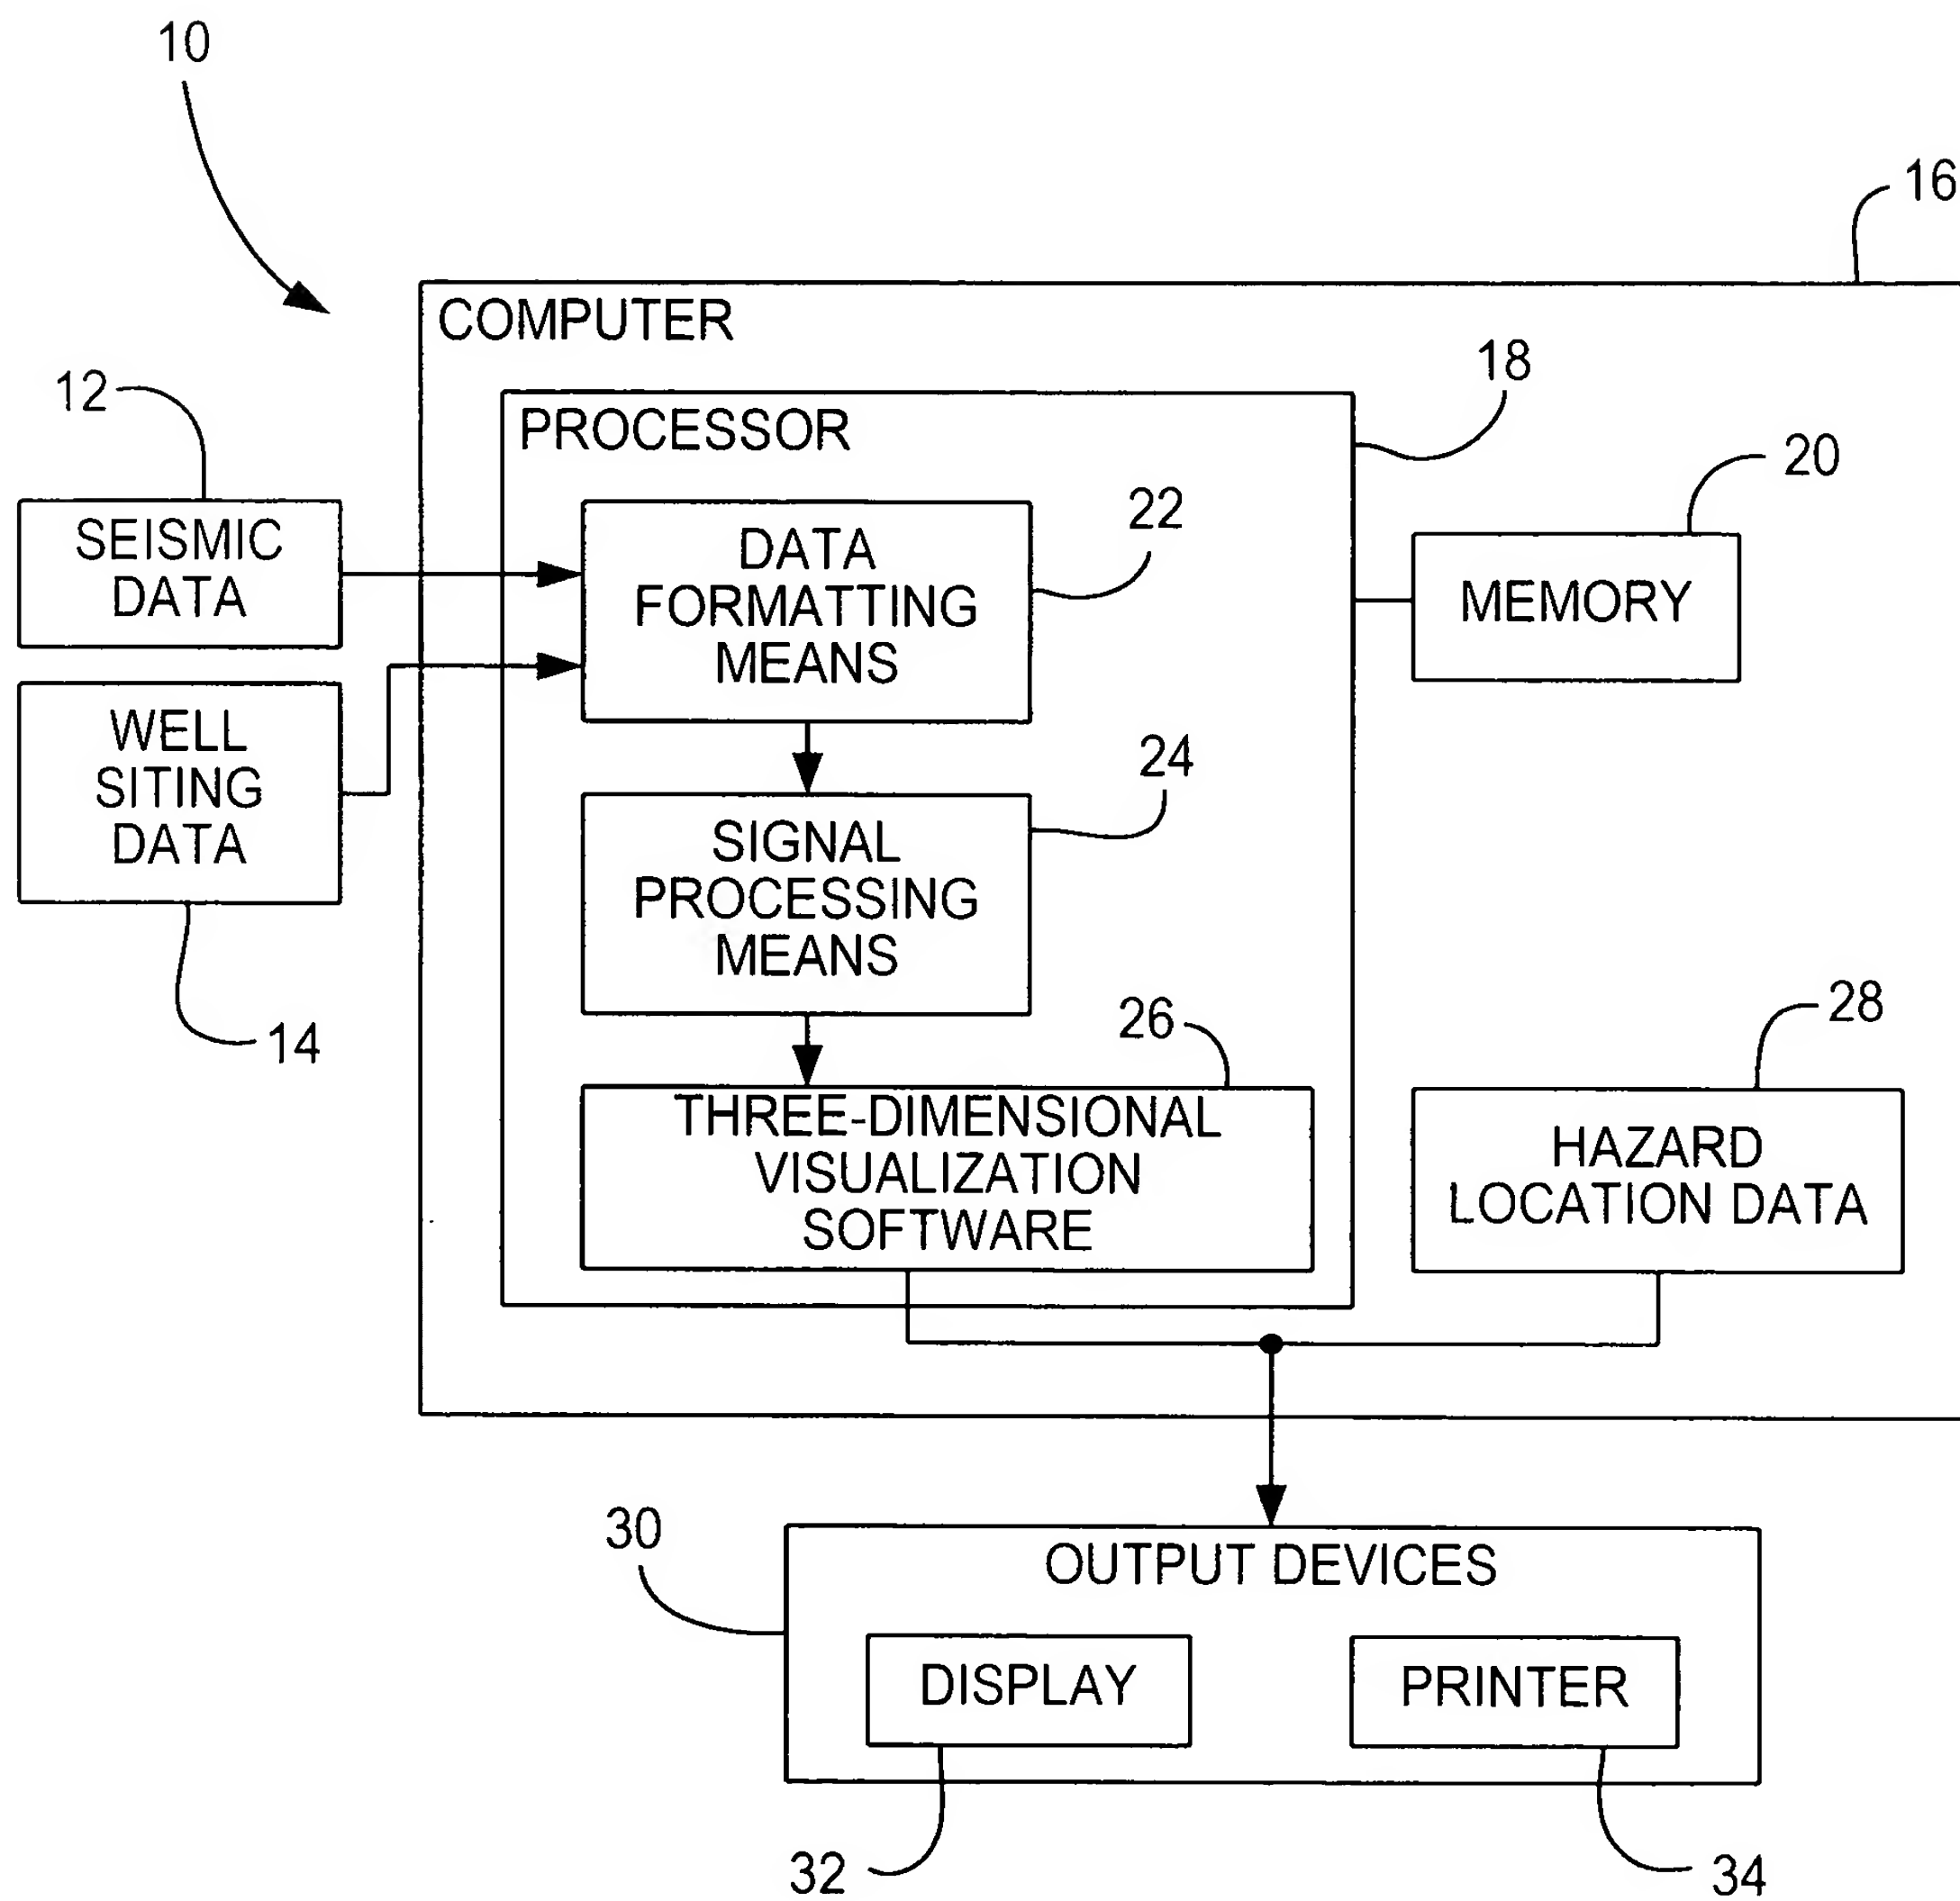 10
16
COMPUTER
18
12
PROCESSOR
20
22
SEISMIC
DATA
DATA
FORMATTING
MEANS
MEMORY
WELL
SITING
DATA
24
SIGNAL
PROCESSING
MEANS
14
26
28
THREE-DIMENSIONAL
VISUALIZATION
SOFTWARE
HAZARD
LOCATION DATA
30
OUTPUT DEVICES
DISPLAY
PRINTER
32
34